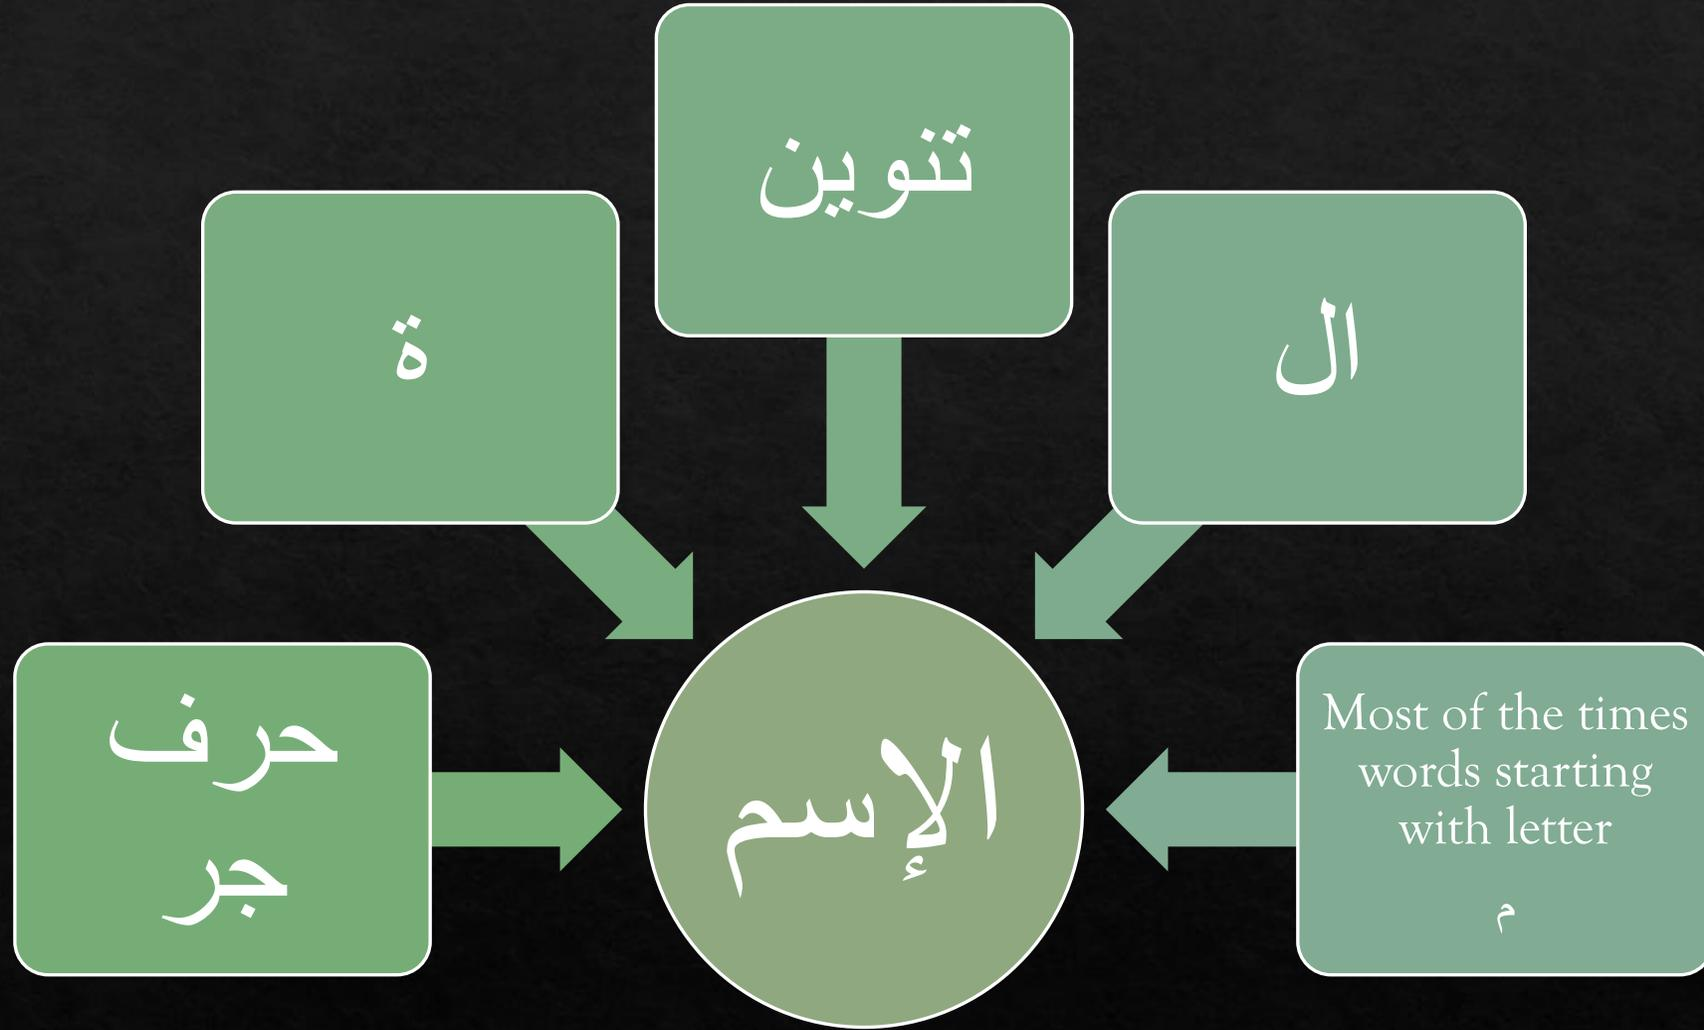 تنوين
ة
ال
حرف
جر
الإسم
Most of the times
words starting
with letter
م